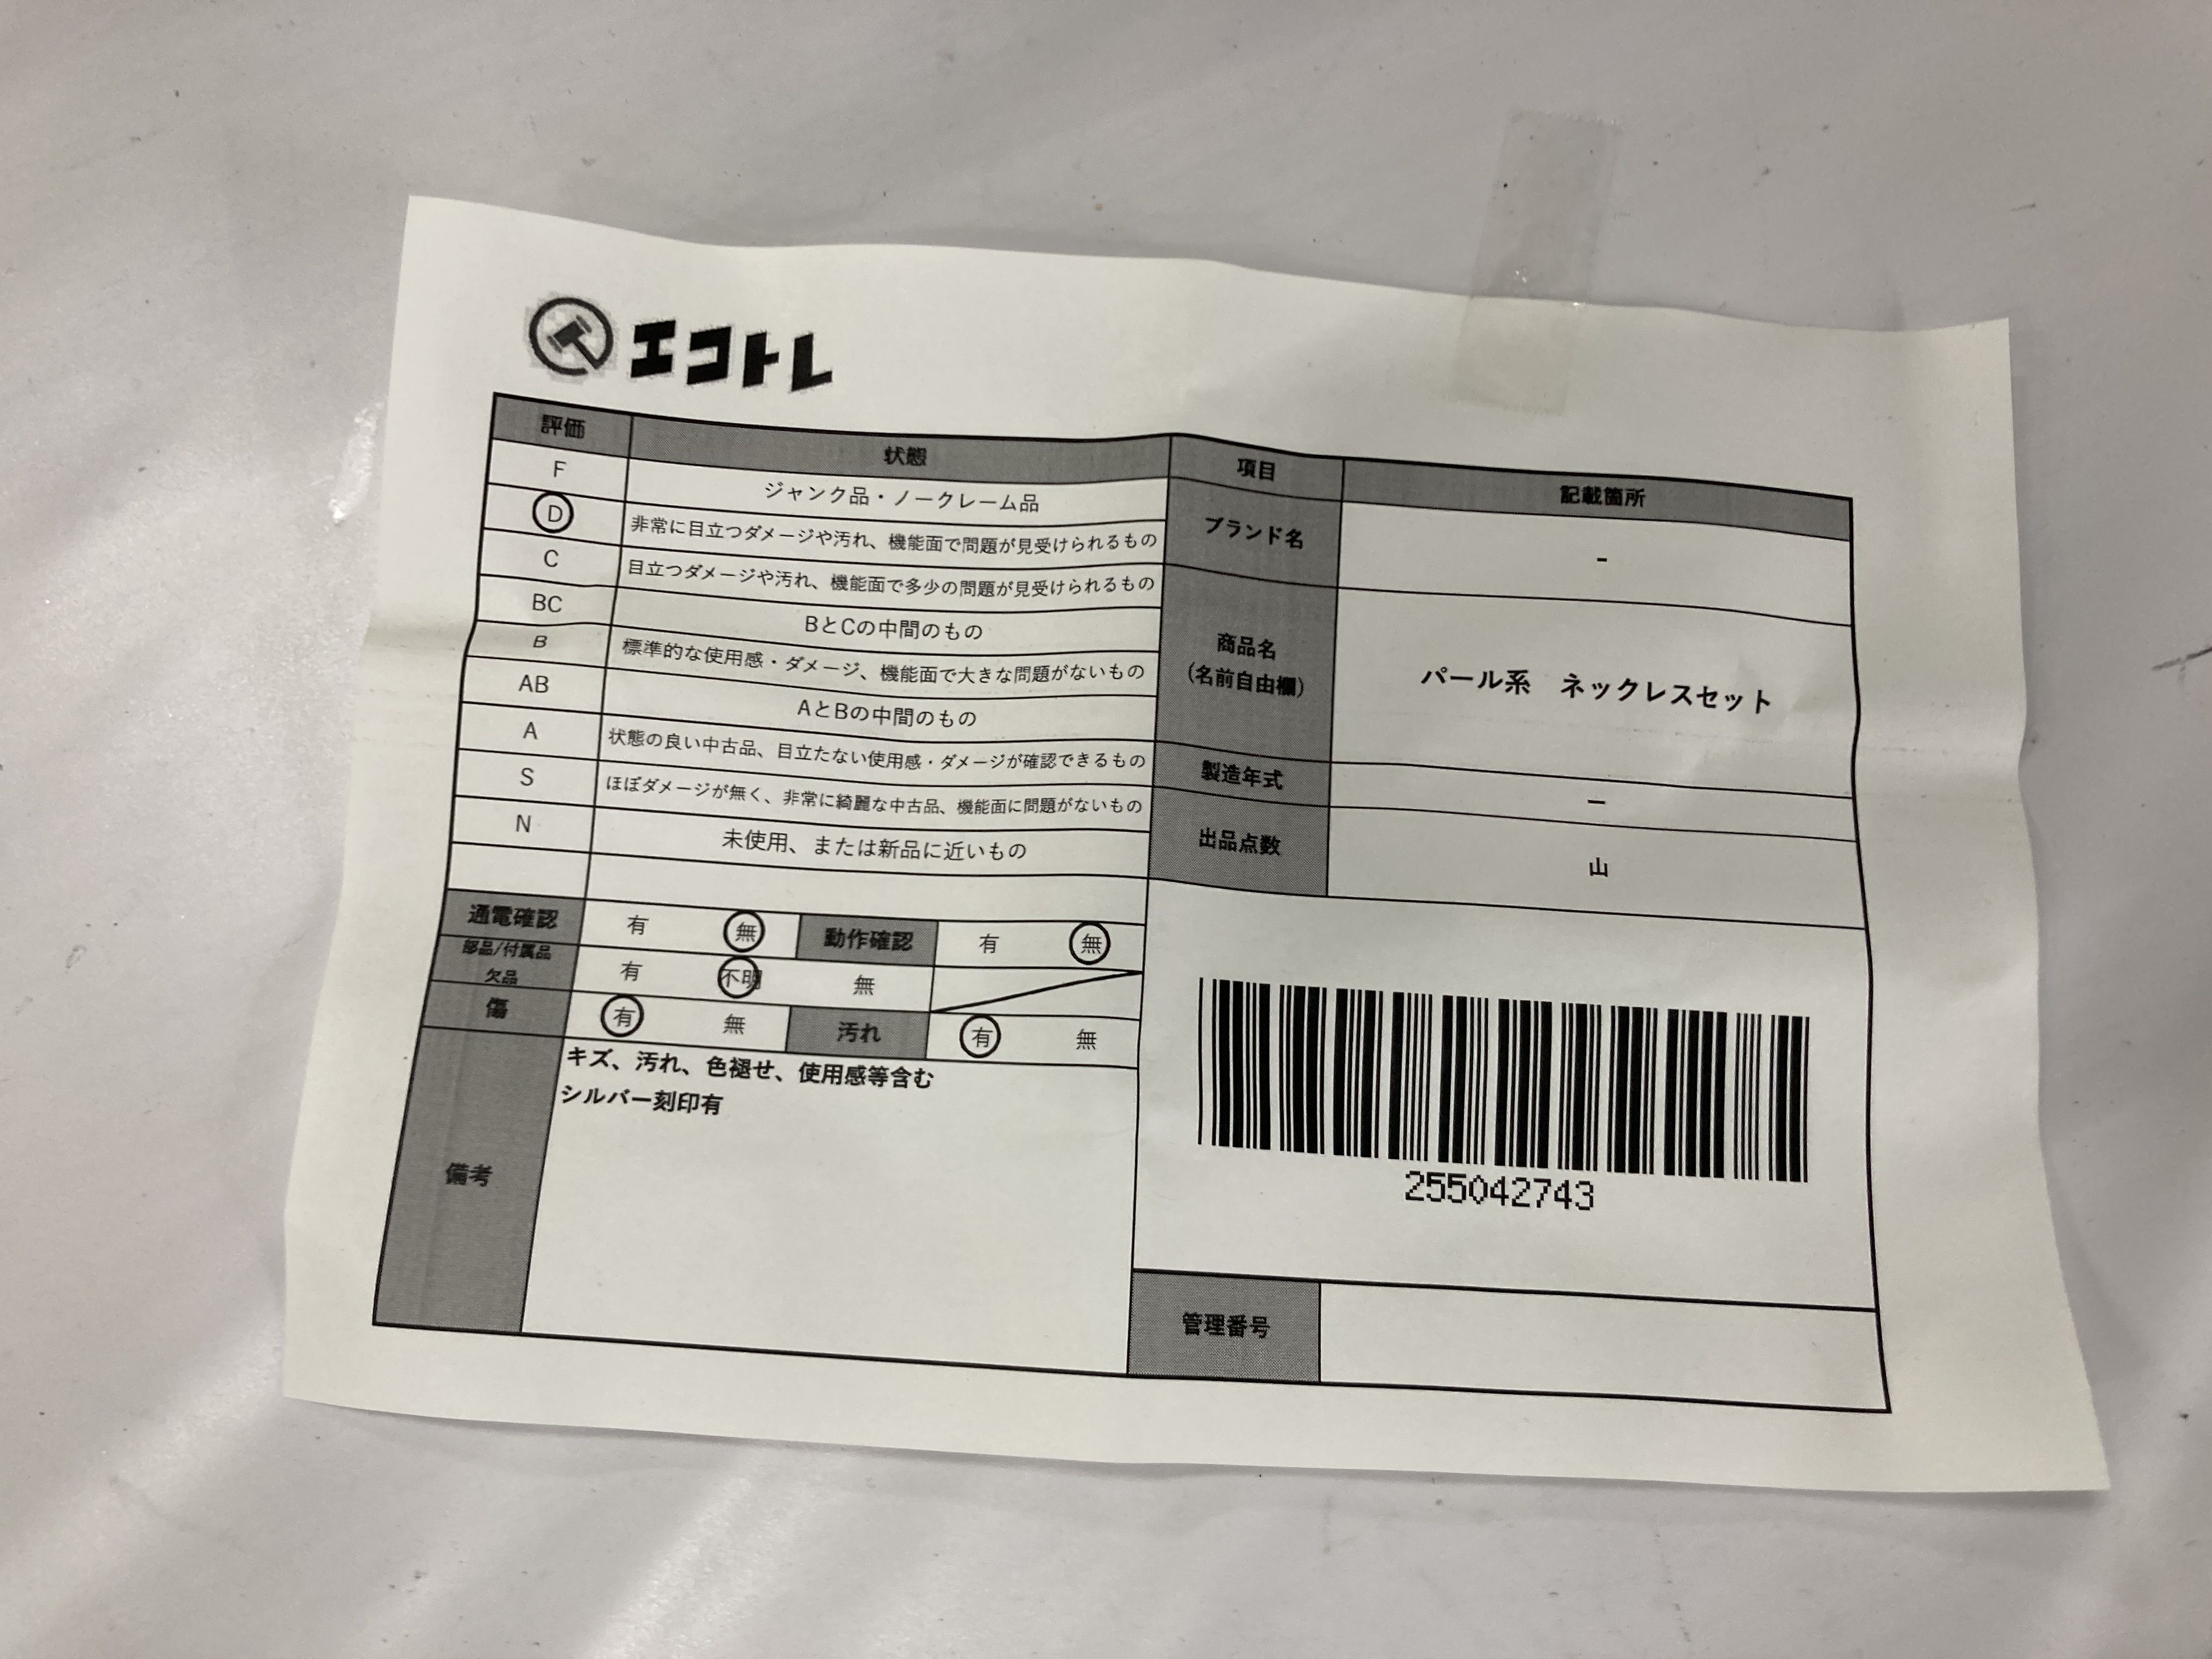 エコトレ
評価 状態
F ジャンク品・ノークレーム品
D 非常に目立つダメージや汚れ、機能面で問題が見受けられるもの
C 目立つダメージや汚れ、機能面で多少の問題が見受けられるもの
BC BとCの中間のもの
B 標準的な使用感・ダメージ、機能面で大きな問題がないもの
AB AとBの中間のもの
A 状態の良い中古品、目立たない使用感・ダメージが確認できるもの
S ほぼダメージが無く、非常に綺麗な中古品、機能面に問題がないもの
N 未使用、または新品に近いもの
通電確認 有 無 動作確認 有 無
部品/付属品
欠品 有 不明 無
傷 有 無 汚れ 有 無
備考
キズ、汚れ、色褪せ、使用感等含む
シルバー刻印有
項目 記載箇所
ブランド名 -
商品名
(名前自由欄)
パール系 ネックレスセット
製造年式 ー
出品点数 山
255042743
管理番号